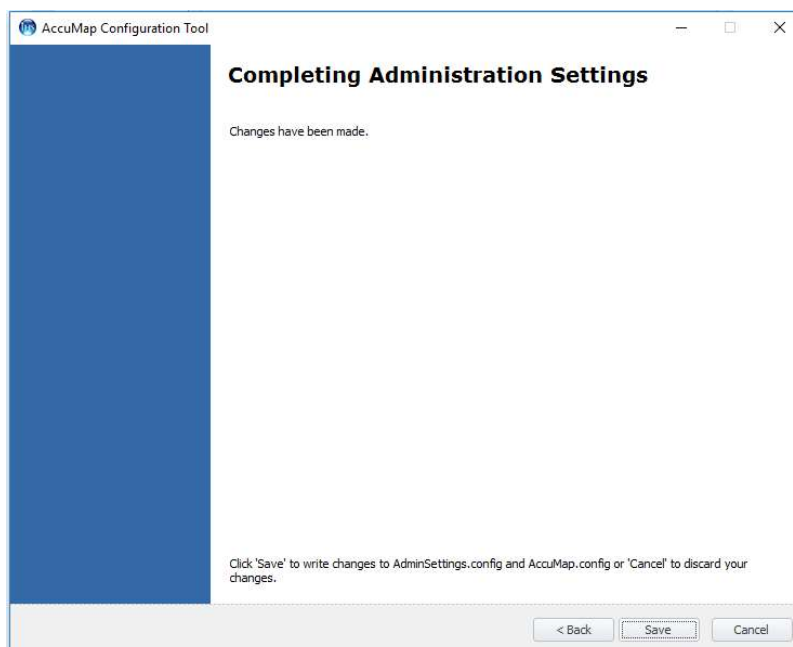 AccuMap Configuration Tool
Completing Administration Settings
Changes have been made.
Click 'Save' to write changes to AdminSettings.config and AccuMap.config or 'Cancel' to discard your
changes.
< Back Save Cancel